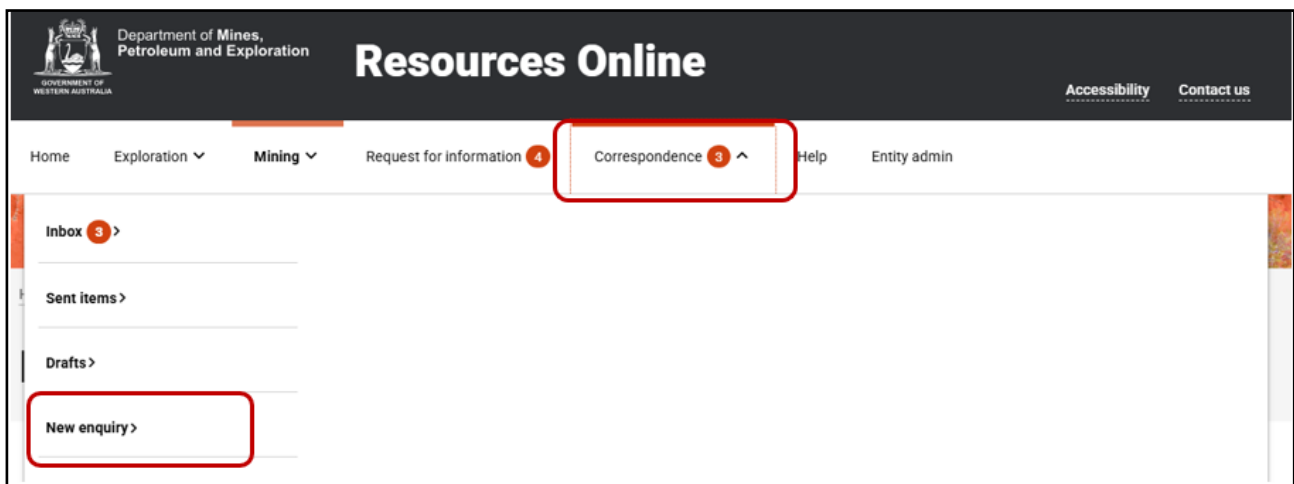 Department of Mines,
Petroleum and Exploration
GOVERNMENT OF
WESTERN AUSTRALIA
Resources Online
Accessibility Contact us
Home Exploration Mining Request for information 4 Correspondence 3 Help Entity admin
Inbox 3 >
Sent items >
Drafts >
New enquiry >